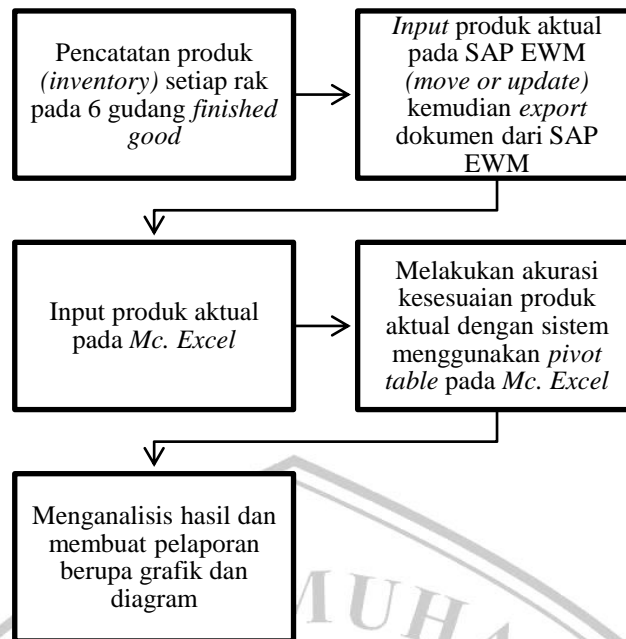 Pencatatan produk
(inventory) setiap rak
pada 6 gudang finished
good
Input produk aktual
pada SAP EWM
(move or update)
kemudian export
dokumen dari SAP
EWM
Input produk aktual
pada Mc. Excel
Melakukan akurasi
kesesuaian produk
aktual dengan sistem
menggunakan pivot
table pada Mc. Excel
Menganalisis hasil dan
membuat pelaporan
berupa grafik dan
diagram
MUHA